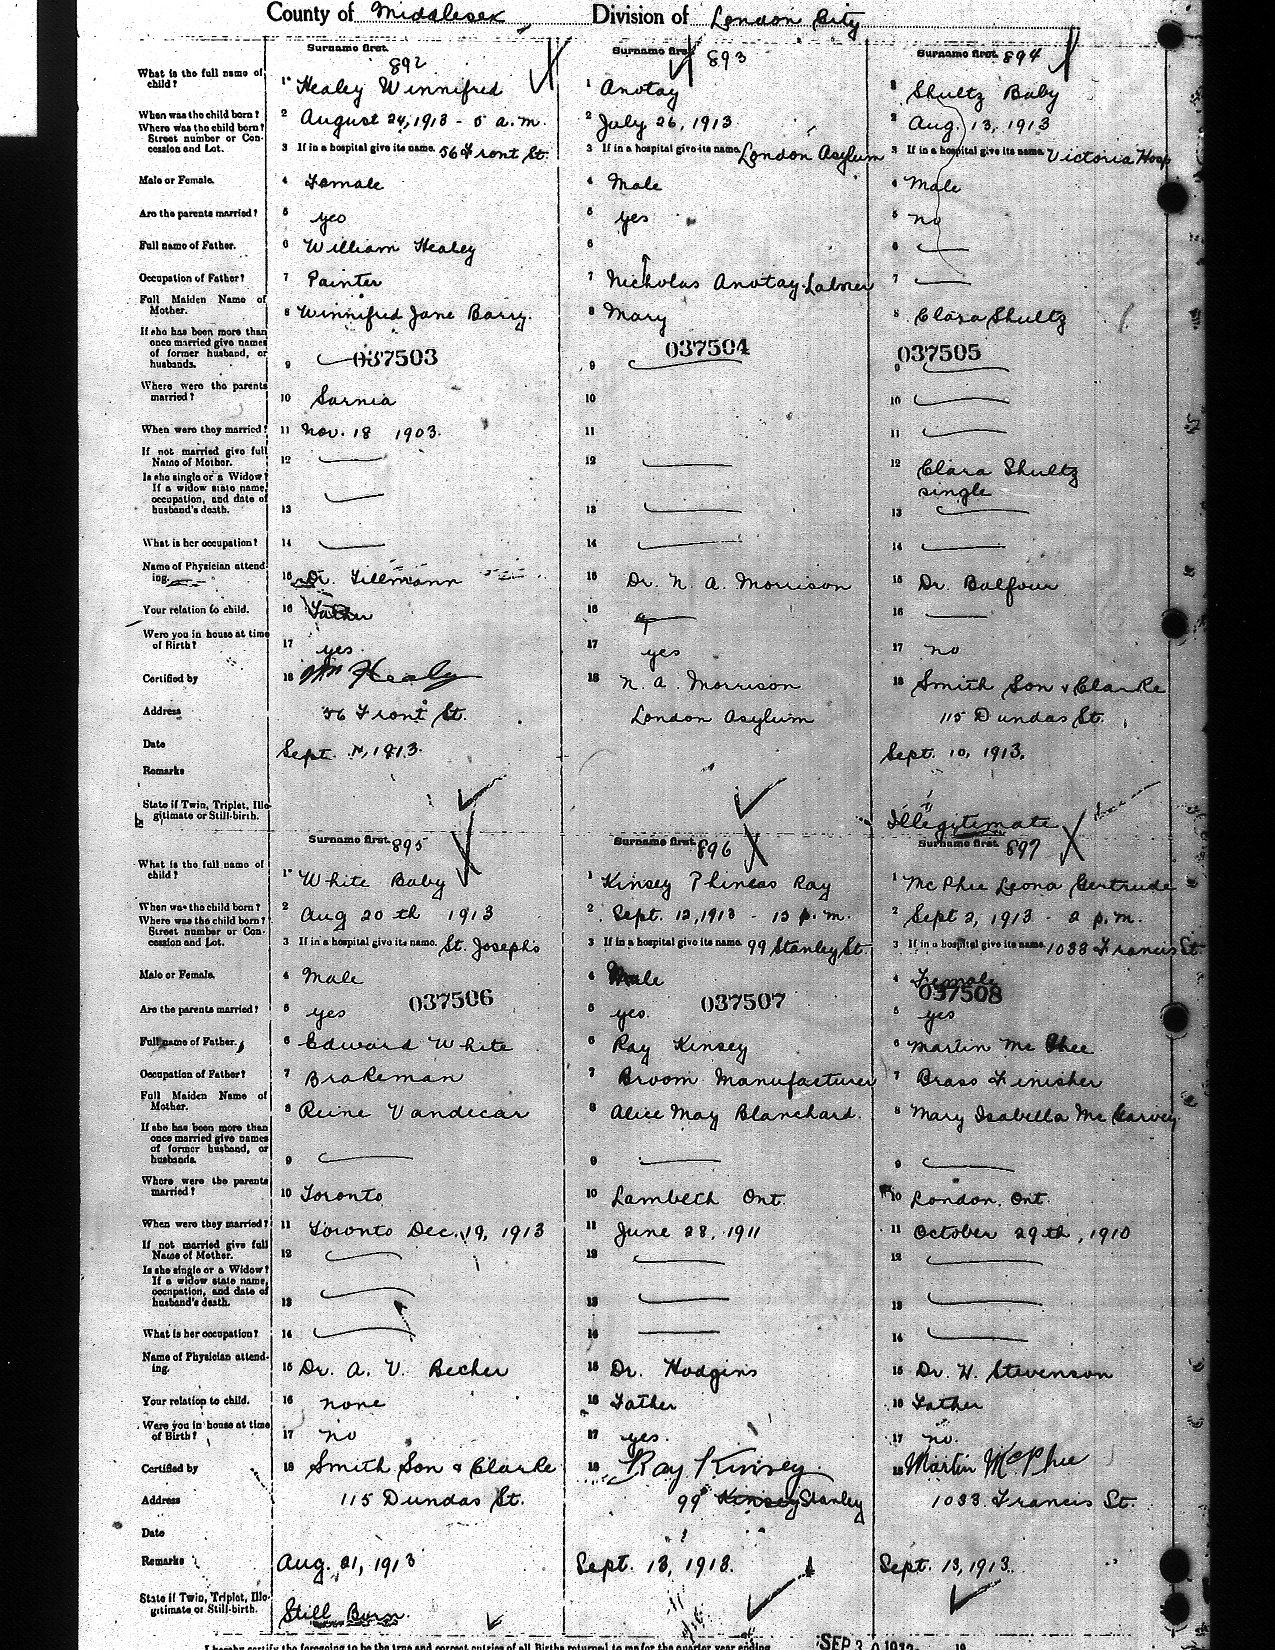 County of Middlesex Division of London City
Surname first. 892
Surname first. 893
Surname first. 894
What is the full name of child?
1 Healey Winnifred
1 Anotay
1 Shultz Baby
When was the child born?
2 August 24, 1913 - 5 a.m.
2 July 26, 1913
2 Aug. 13, 1913
Where was the child born? Street number or Concession and Lot.
3 If in a hospital give its name. 56 Front St.
3 If in a hospital give its name. London Asylum
3 If in a hospital give its name. Victoria Hosp
Male or Female.
4 Female
4 Male
4 Male
Are the parents married?
5 yes
5 yes
5 no
Full name of Father.
6 William Healey
6
6
Occupation of Father?
7 Painter
7 Nicholas Anotay-Laborer
7
Full Maiden Name of Mother.
8 Winnifred Jane Barry.
8 Mary
8 Clara Shultz
If she has been more than once married give names of former husband, or husbands.
9 037503
9 037504
9 037505
Where were the parents married?
10 Sarnia
10
10
When were they married?
11 Nov. 18 1903.
11
11
If not married give full Name of Mother.
12
12
12 Clara Shultz
single
Is she single or a Widow? If a widow state name, occupation, and date of husband's death.
13
13
13
What is her occupation?
14
14
14
Name of Physician attending.
15 Dr. Tillmann
15 Dr. N. A. Morrison
15 Dr. Balfour
Your relation to child.
16 Father
16
16
Were you in house at time of Birth?
17 yes
17 yes
17 no
Certified by
18 Wm Healy
18 N. A. Morrison
18 Smith Son & Clarke
Address
56 Front St.
London Asylum
115 Dundas St.
Date
Sept. 1913.
Sept. 10, 1913.
Remarks
State if Twin, Triplet, Illegitimate or Still-birth.
Illegitimate
Surname first. 895
Surname first. 896
Surname first. 897
What is the full name of child?
1 White Baby
1 Kinsey Phineas Ray
1 McPhee Leona Gertrude
When was the child born?
2 Aug 20th 1913
2 Sept. 12, 1913 - 12 p.m.
2 Sept 2, 1913 - 2 p.m.
Where was the child born? Street number or Concession and Lot.
3 If in a hospital give its name. St. Joseph's
3 If in a hospital give its name. 99 Stanley St.
3 If in a hospital give its name. 1033 Francis St.
Male or Female.
4 Male
4 Male
4 Female
037506
037507
037508
Are the parents married?
5 yes
5 yes.
5 yes
Full name of Father.
6 Edward White
6 Ray Kinsey
6 Martin McPhee
Occupation of Father?
7 Brakeman
7 Broom Manufacturer
7 Brass Finisher
Full Maiden Name of Mother.
8 Reine Vandecar
8 Alice May Blanchard.
8 Mary Isabella McGarvey
If she has been more than once married give names of former husband, or husbands.
9
9
9
Where were the parents married?
10 Toronto
10 Lambeth Ont.
10 London, Ont.
When were they married?
11 Toronto Dec. 19, 1913
11 June 28, 1911
11 October 29th, 1910
If not married give full Name of Mother.
12
12
12
Is she single or a Widow? If a widow state name, occupation, and date of husband's death.
13
13
13
What is her occupation?
14
14
14
Name of Physician attending.
15 Dr. A. V. Becher
15 Dr. Hodgins
15 Dr. H. Stevenson
Your relation to child.
16 none
16 Father
16 Father
Were you in house at time of Birth?
17 no
17 yes.
17 no.
Certified by
18 Smith Son & Clarke
18 Ray Kinsey
18 Martin McPhee
Address
115 Dundas St.
99 Kinsey Stanley
1033 Francis St.
Date
Remarks
Aug. 21, 1913
Sept. 13, 1913.
Sept. 13, 1913.
State if Twin, Triplet, Illegitimate or Still-birth.
Still Born.
I hereby certify the foregoing to be the true and correct entries of all Births returned to me for the quarter year ending